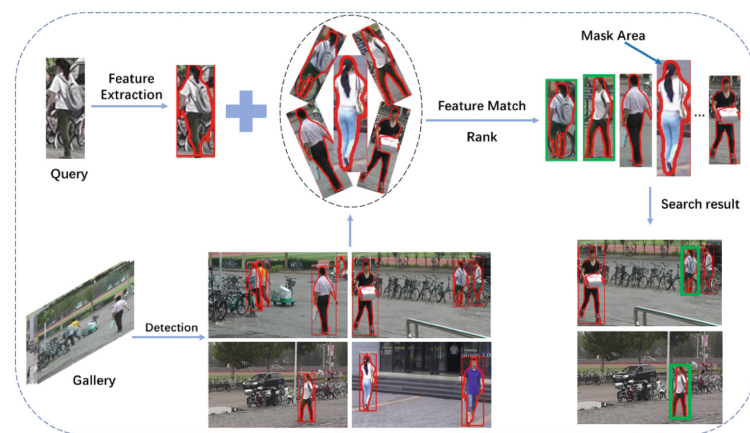 Mask Area
Feature
Extraction
Feature Match
Rank
...
Query
Search result
Detection
Gallery